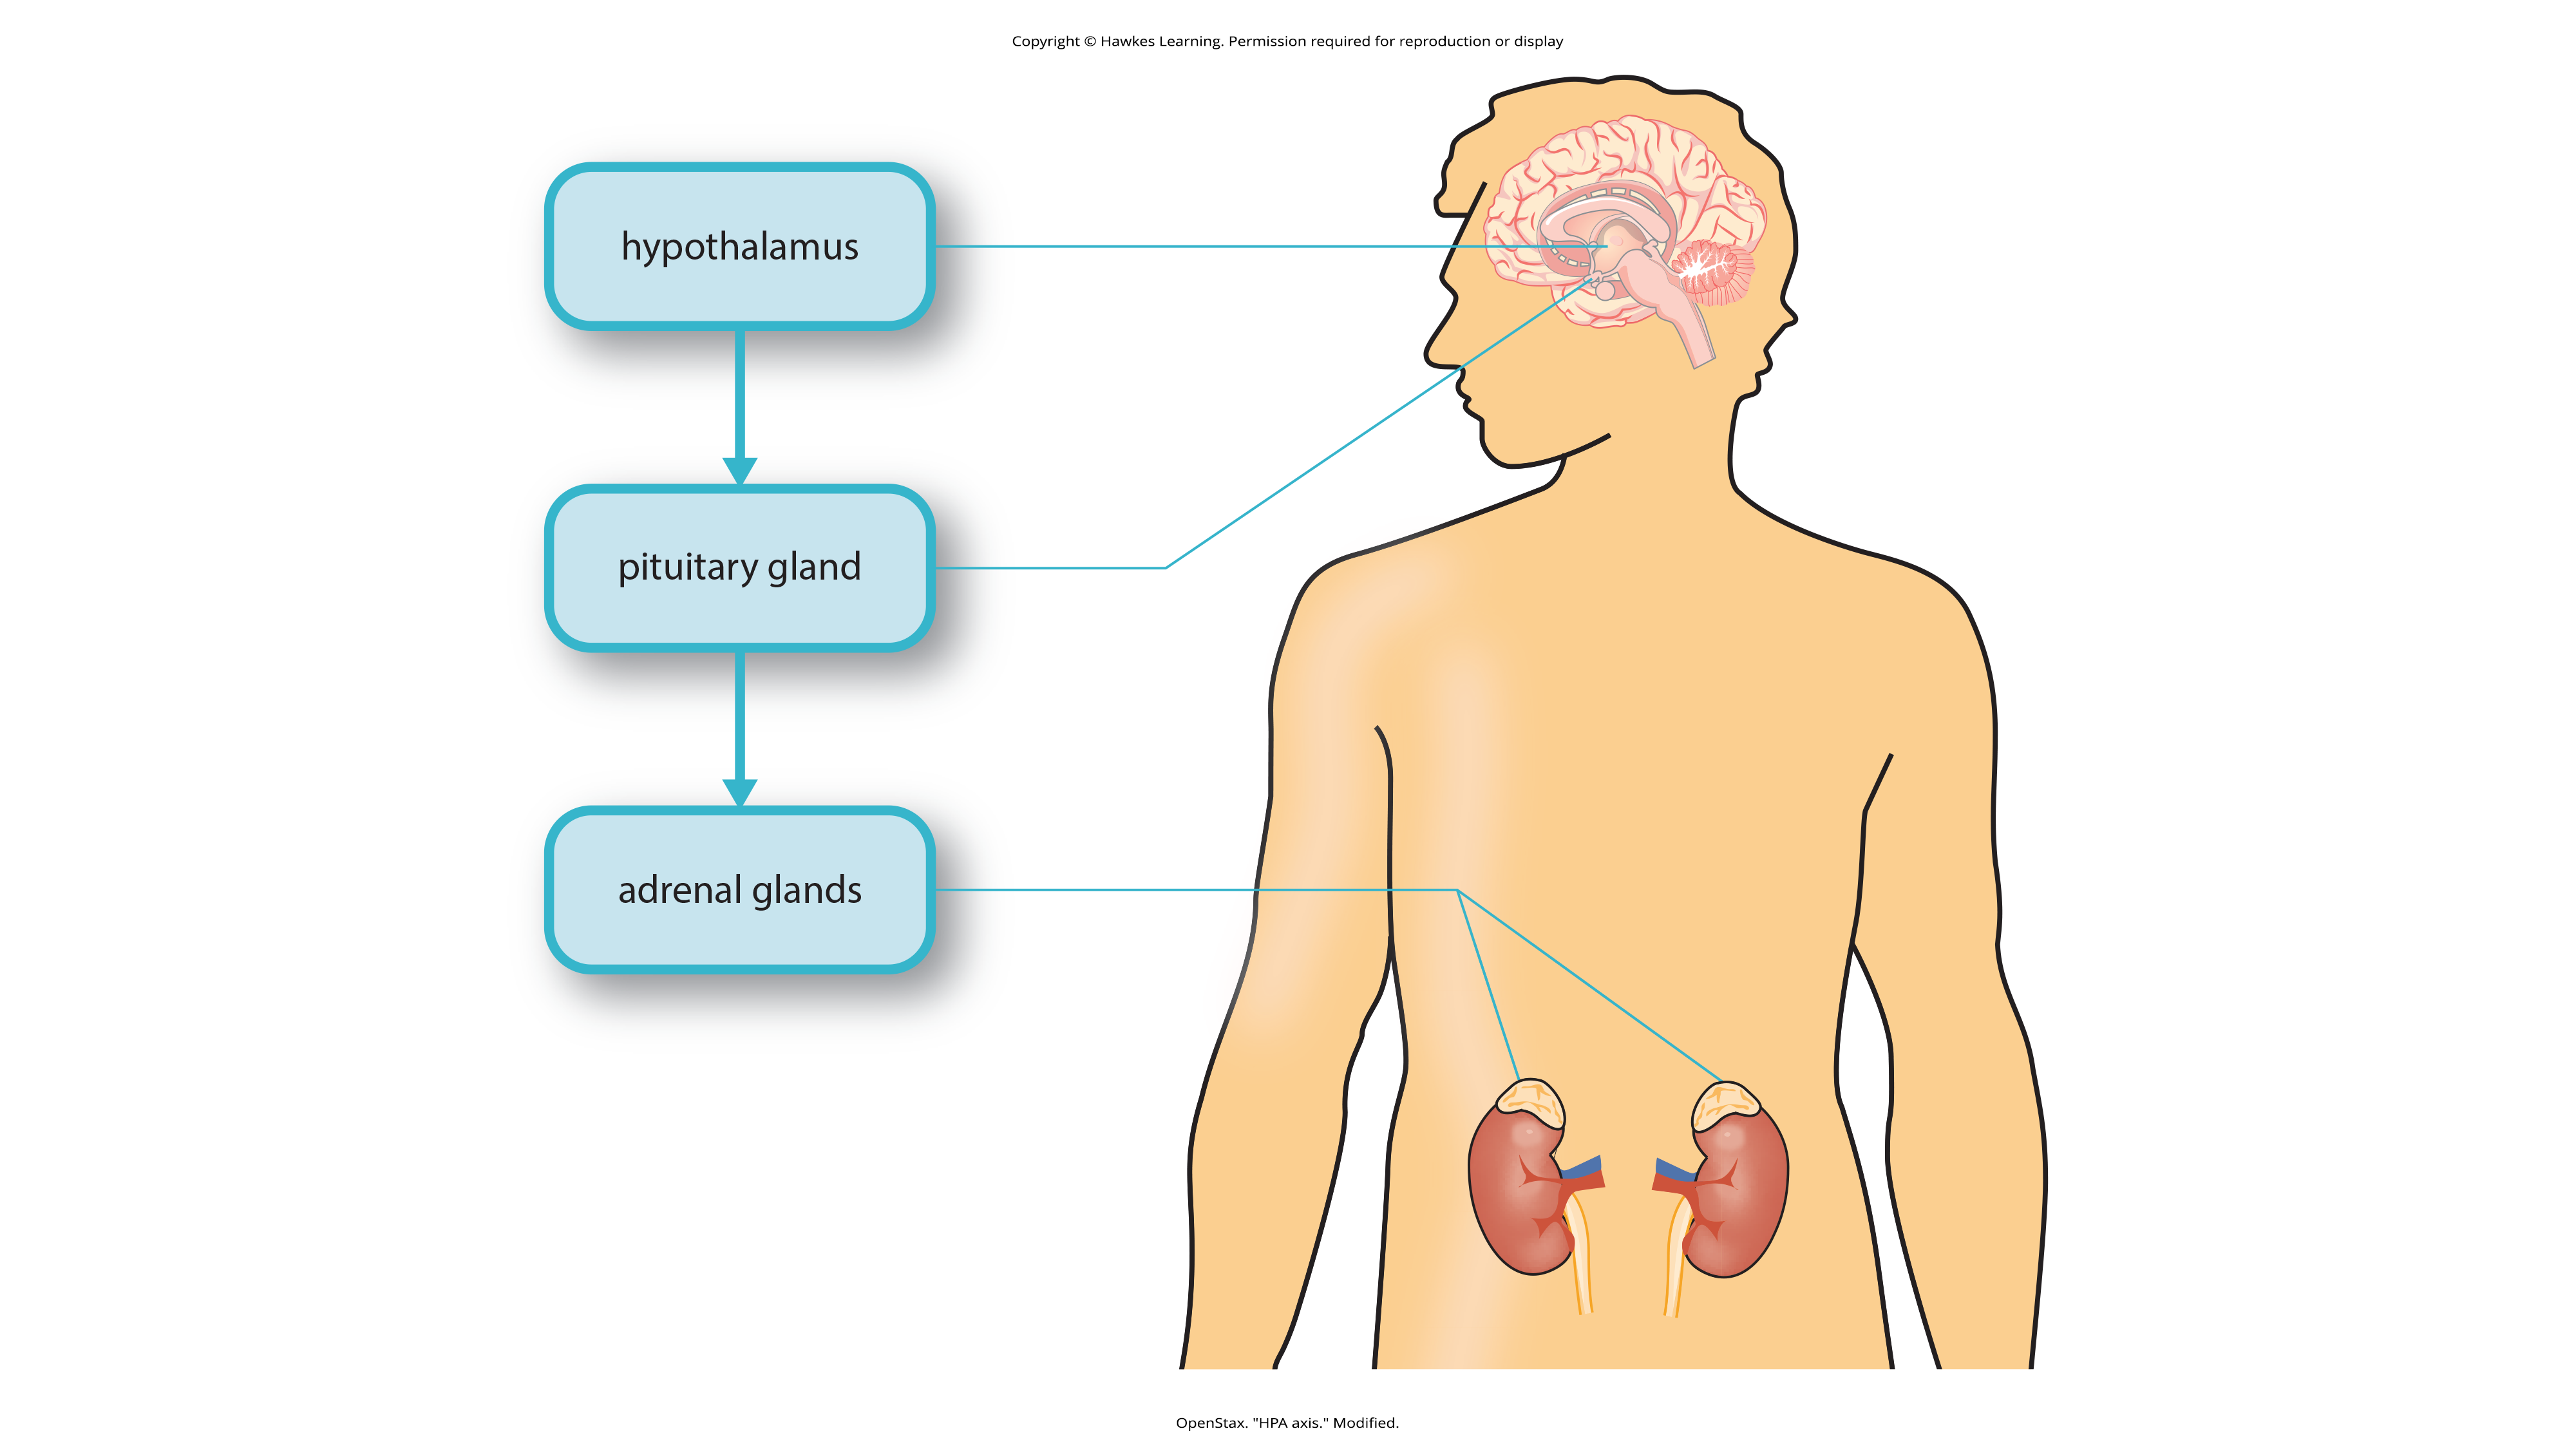 Copyright © Hawkes Learning. Permission required for reproduction or display
hypothalamus
pituitary gland
adrenal glands
OpenStax. "HPA axis." Modified.